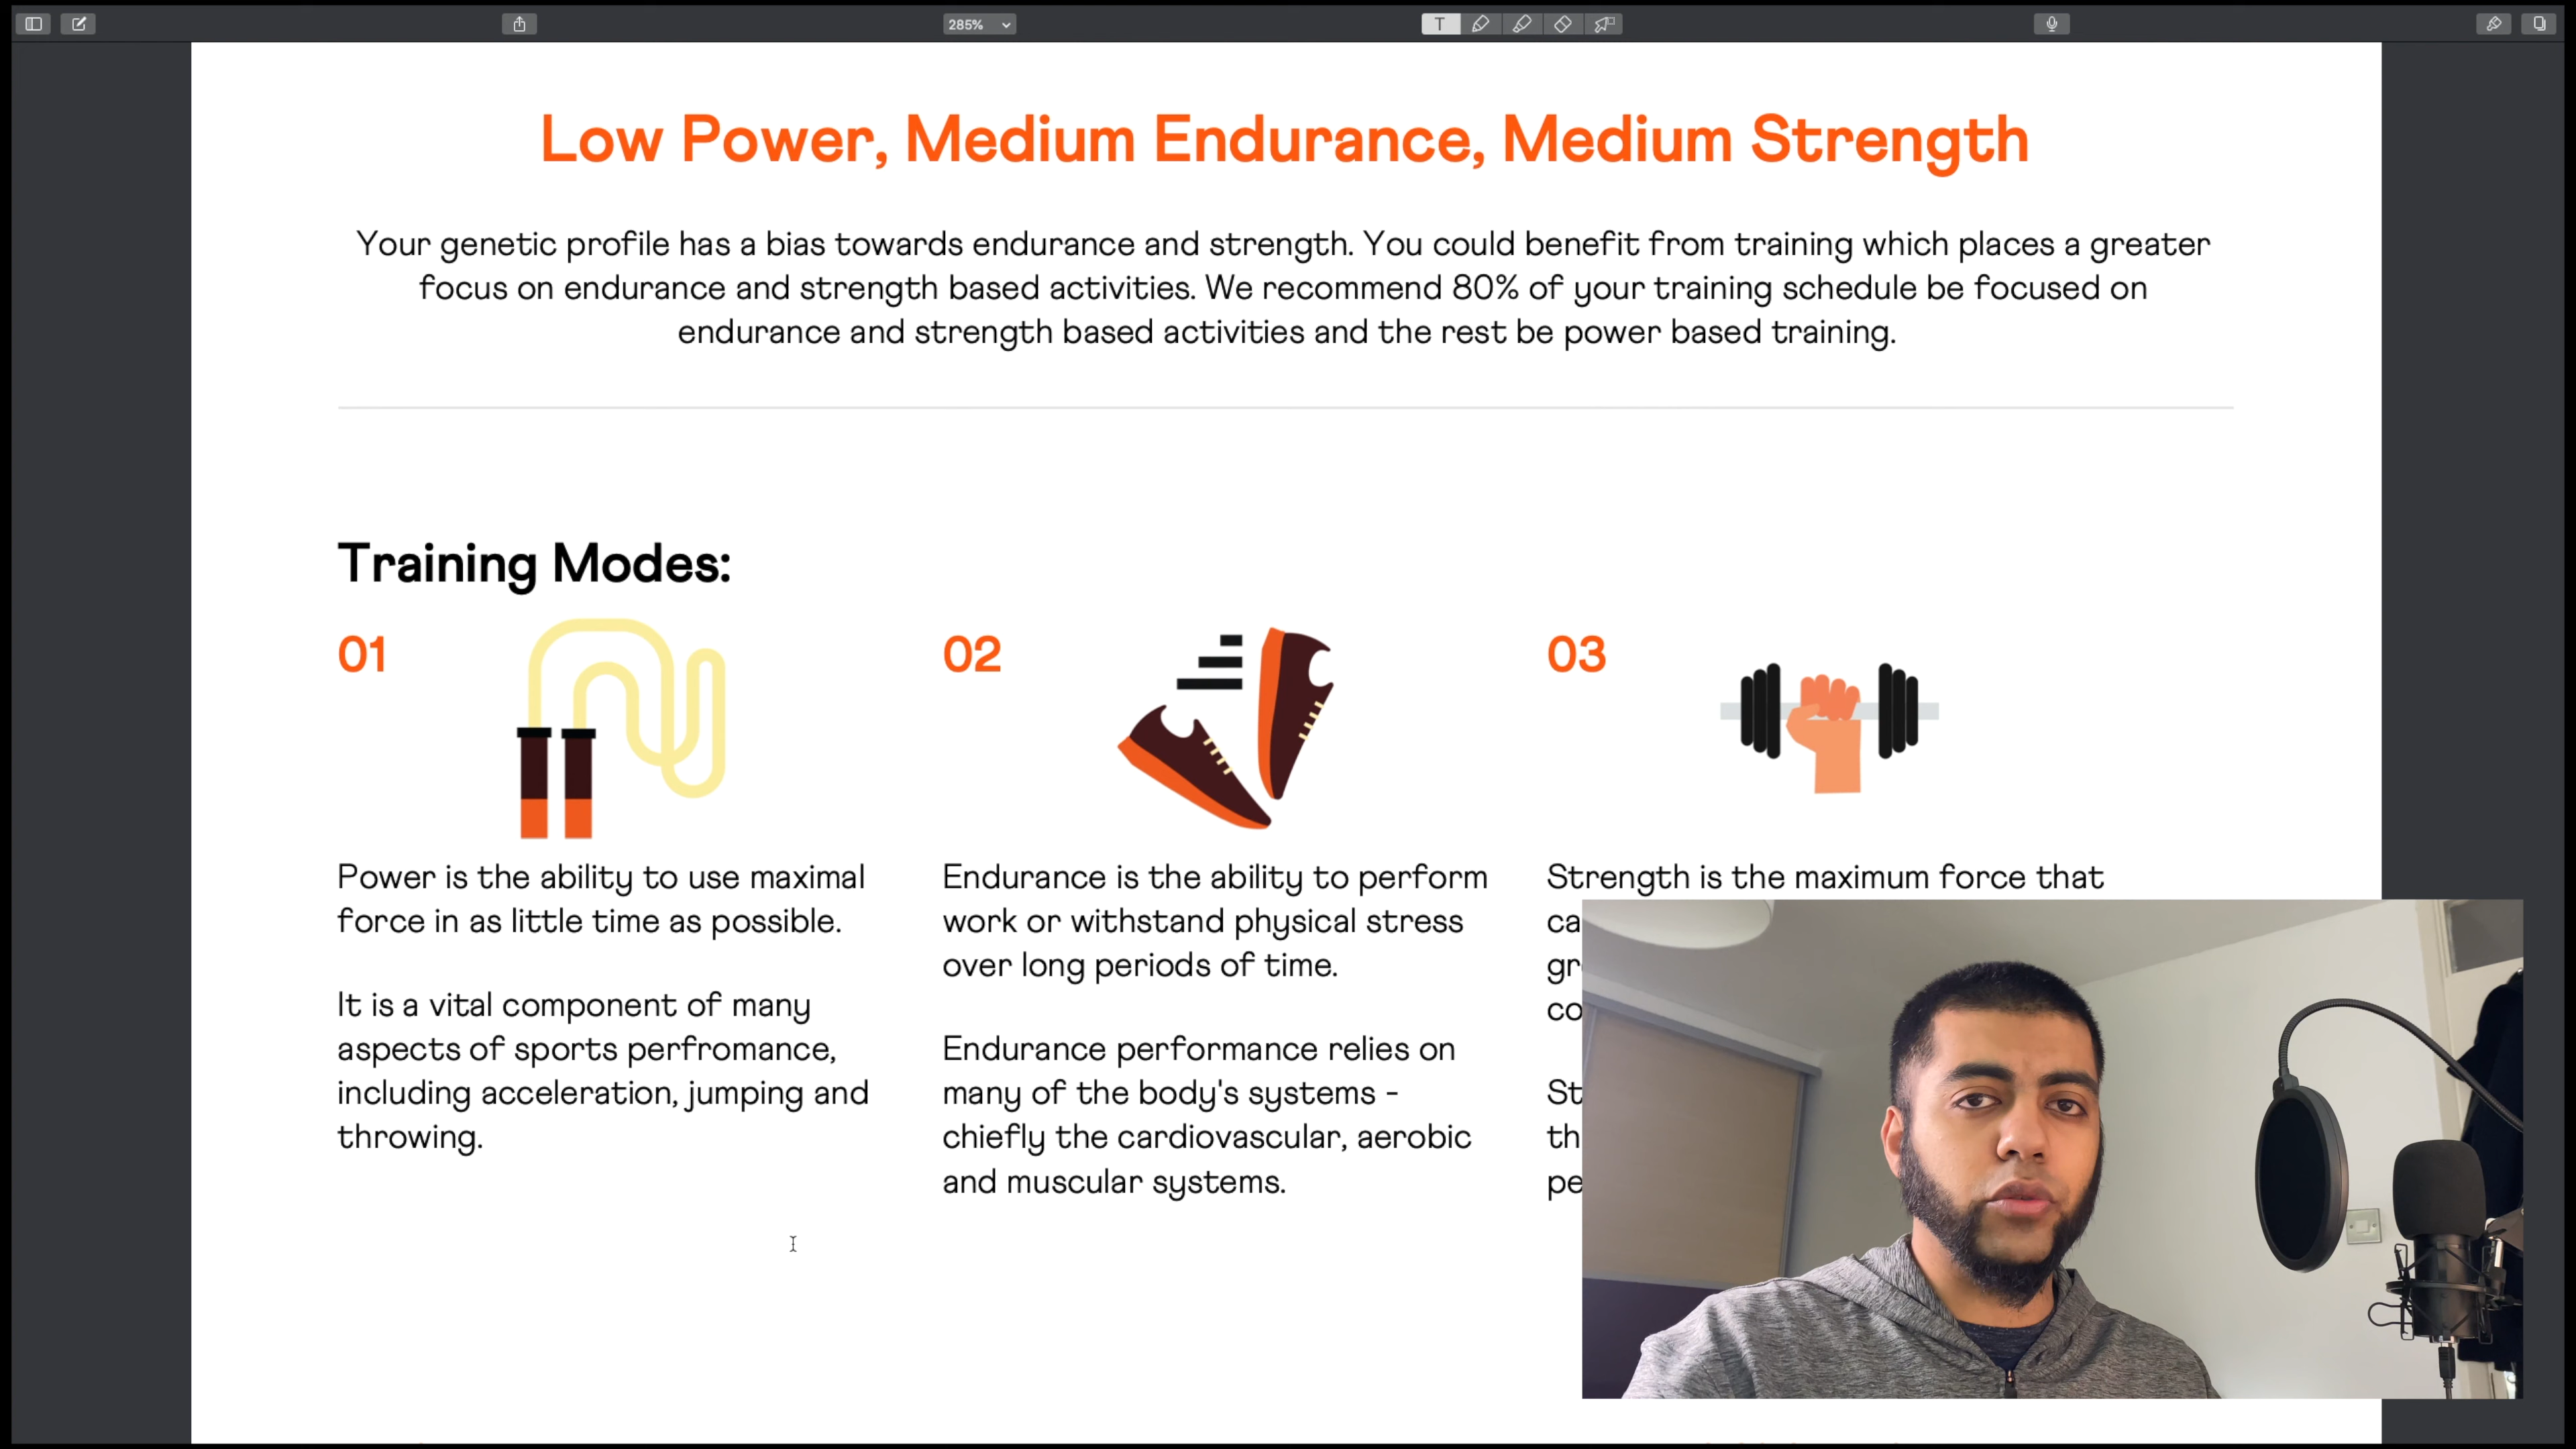 285%
T
Low Power, Medium Endurance, Medium Strength
Your genetic profile has a bias towards endurance and strength. You could benefit from training which places a greater
focus on endurance and strength based activities. We recommend 80% of your training schedule be focused on
endurance and strength based activities and the rest be power based training.
Training Modes:
01
Power is the ability to use maximal
force in as little time as possible.
It is a vital component of many
aspects of sports perfromance,
including acceleration, jumping and
throwing.
02
Endurance is the ability to perform
work or withstand physical stress
over long periods of time.
Endurance performance relies on
many of the body's systems -
chiefly the cardiovascular, aerobic
and muscular systems.
03
Strength is the maximum force that